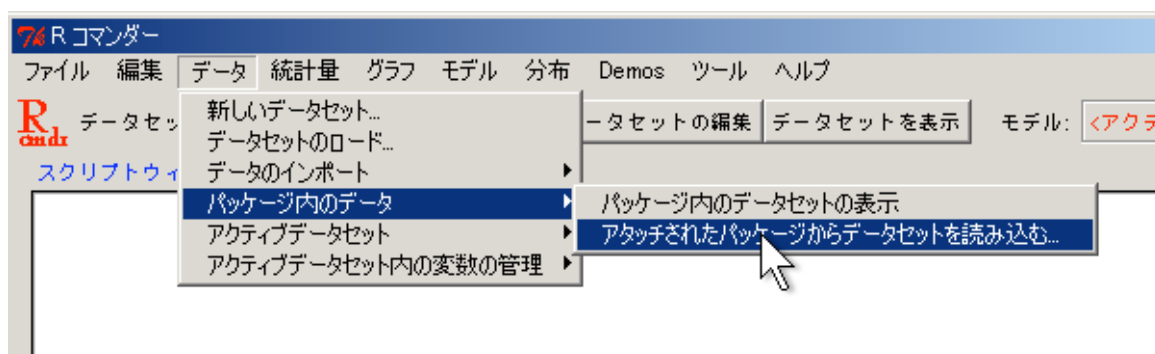 R コマンダー
ファイル 編集 データ 統計量 グラフ モデル 分布 Demos ツール ヘルプ
Rcmdr データセッ ータセットの編集 データセットを表示 モデル: <アクテ
新しいデータセット...
データセットのロード...
スクリプトウィ データのインポート
パッケージ内のデータ パッケージ内のデータセットの表示
アクティブデータセット アタッチされたパッケージからデータセットを読み込む...
アクティブデータセット内の変数の管理